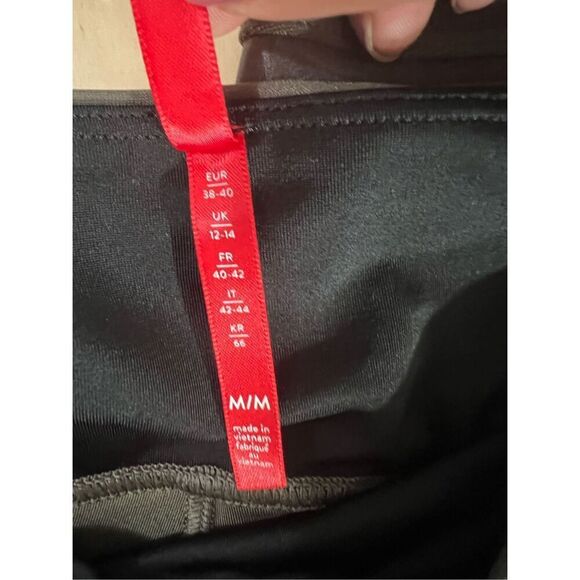 EUR
38-40
UK
12-14
FR
40-42
IT
42-44
KR
66
M/M
made in
vietnam
fabriqué
au
vietnam